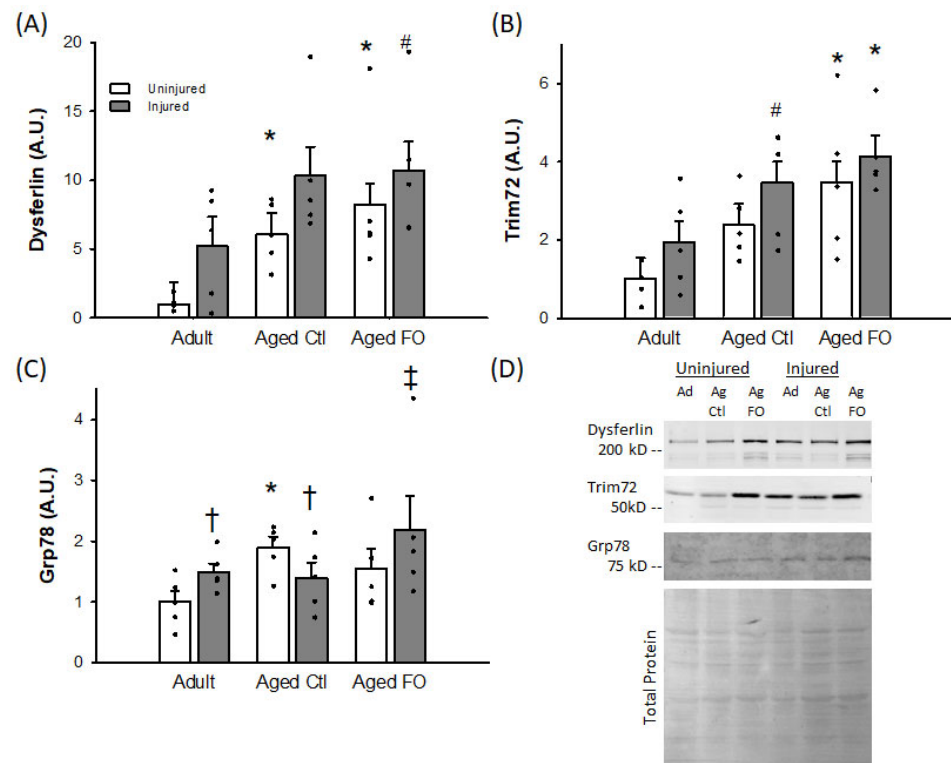 (A)
20
15
10
5
0
Dysferlin (A.U.)
Uninjured
Injured
*
*
#
Adult Aged Ctl Aged FO
(B)
6
4
2
0
Trim72 (A.U.)
#
*
*
Adult Aged Ctl Aged FO
(C)
4
3
2
1
0
Grp78 (A.U.)
†
*
†
‡
Adult Aged Ctl Aged FO
(D)
Uninjured Injured
Ad Ag Ag Ad Ag Ag
Ctl FO Ctl FO
Dysferlin
200 kD --
Trim72
50kD --
Grp78
75 kD --
Total Protein